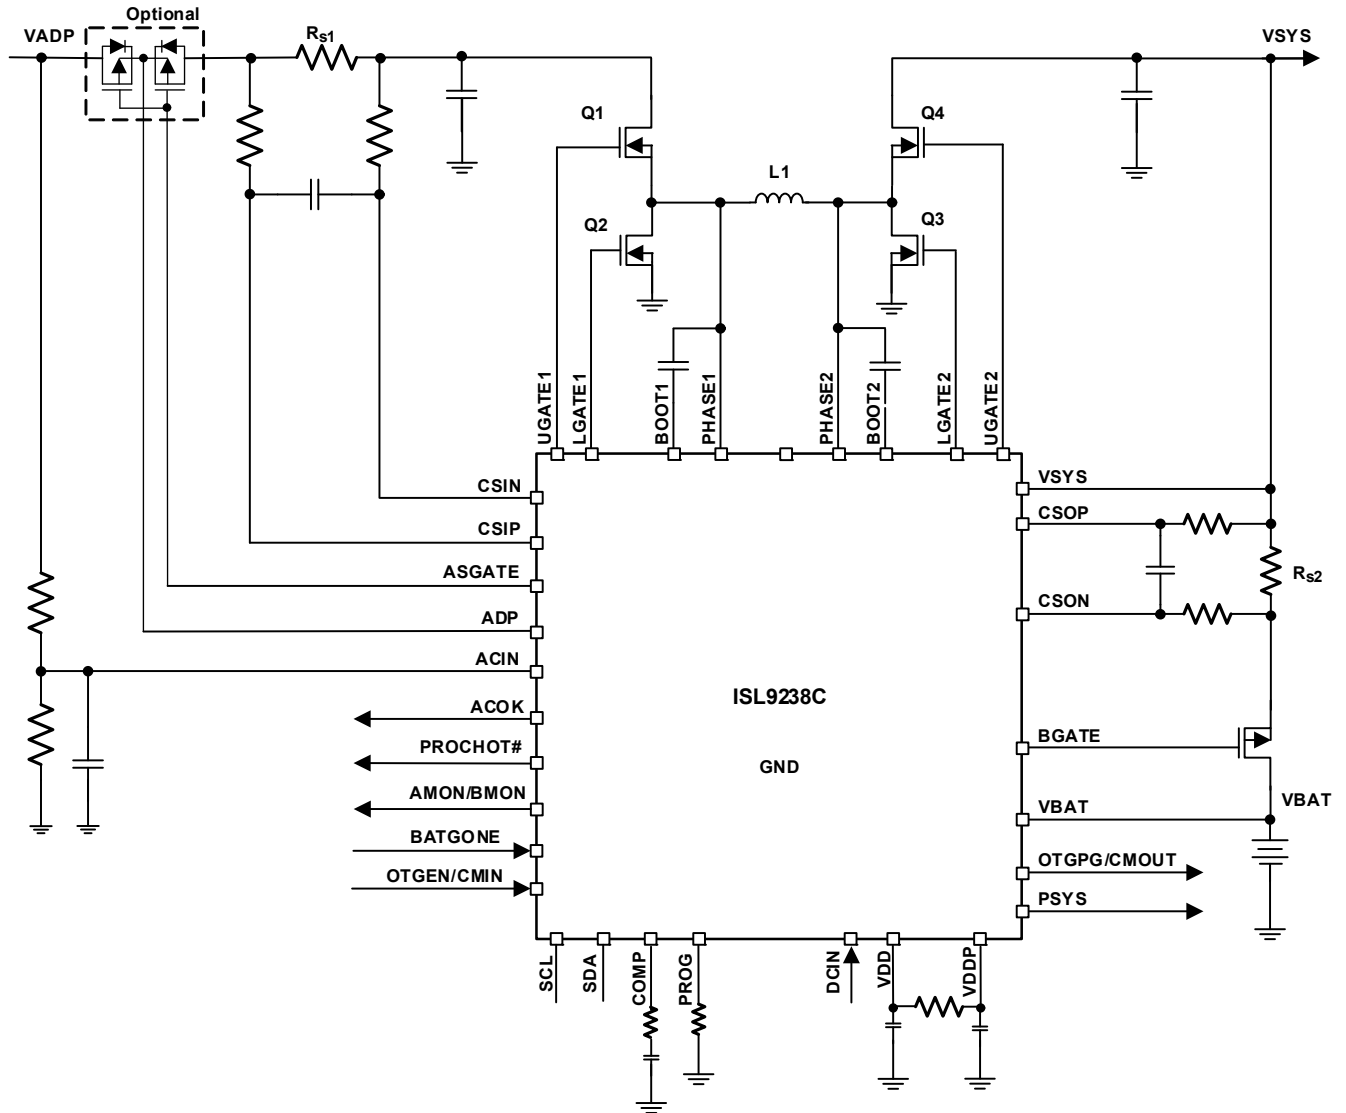 Optional
VADP
Rs1
VSYS
Q1
Q4
L1
Q2
Q3
UGATE1
LGATE1
BOOT1
PHASE1
PHASE2
BOOT2
LGATE2
UGATE2
CSIN
CSIP
ASGATE
ADP
ACIN
ACOK
PROCHOT#
AMON/BMON
BATGONE
OTGEN/CMIN
VSYS
CSOP
Rs2
CSON
ISL9238C
GND
BGATE
VBAT
VBAT
OTGPG/CMOUT
PSYS
SCL
SDA
COMP
PROG
DCIN
VDD
VDDP